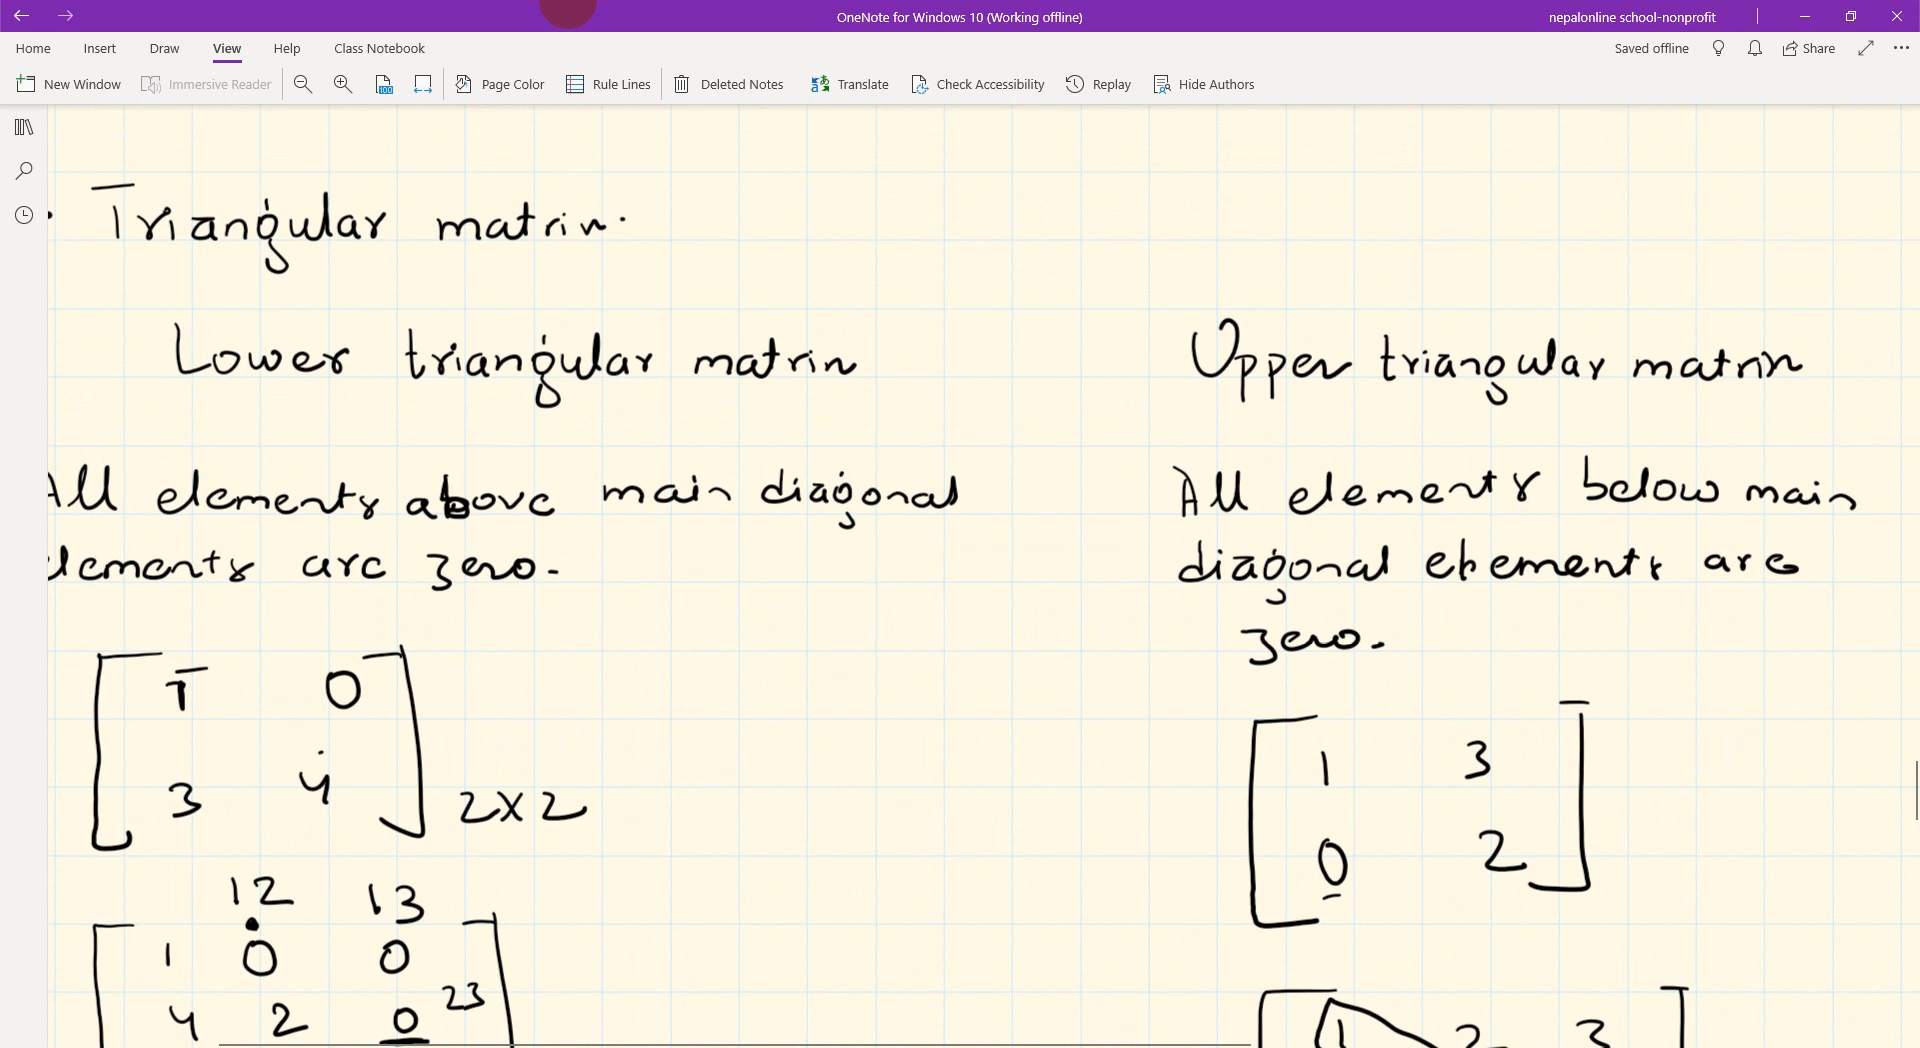 OneNote for Windows 10 (Working offline)
nepalonline school-nonprofit
Home Insert Draw View Help Class Notebook
Saved offline Share
New Window Immersive Reader 100 Page Color Rule Lines Deleted Notes Translate Check Accessibility Replay Hide Authors
. Triangular matrix.
Lower triangular matrix
All elements above main diagonal
elements are zero.
1 0
3 4
2x2
12 13
1 0 0
4 2 0 23
Upper triangular matrix
All elements below main
diagonal elements are
zero.
1 3
0 2
1 2 3